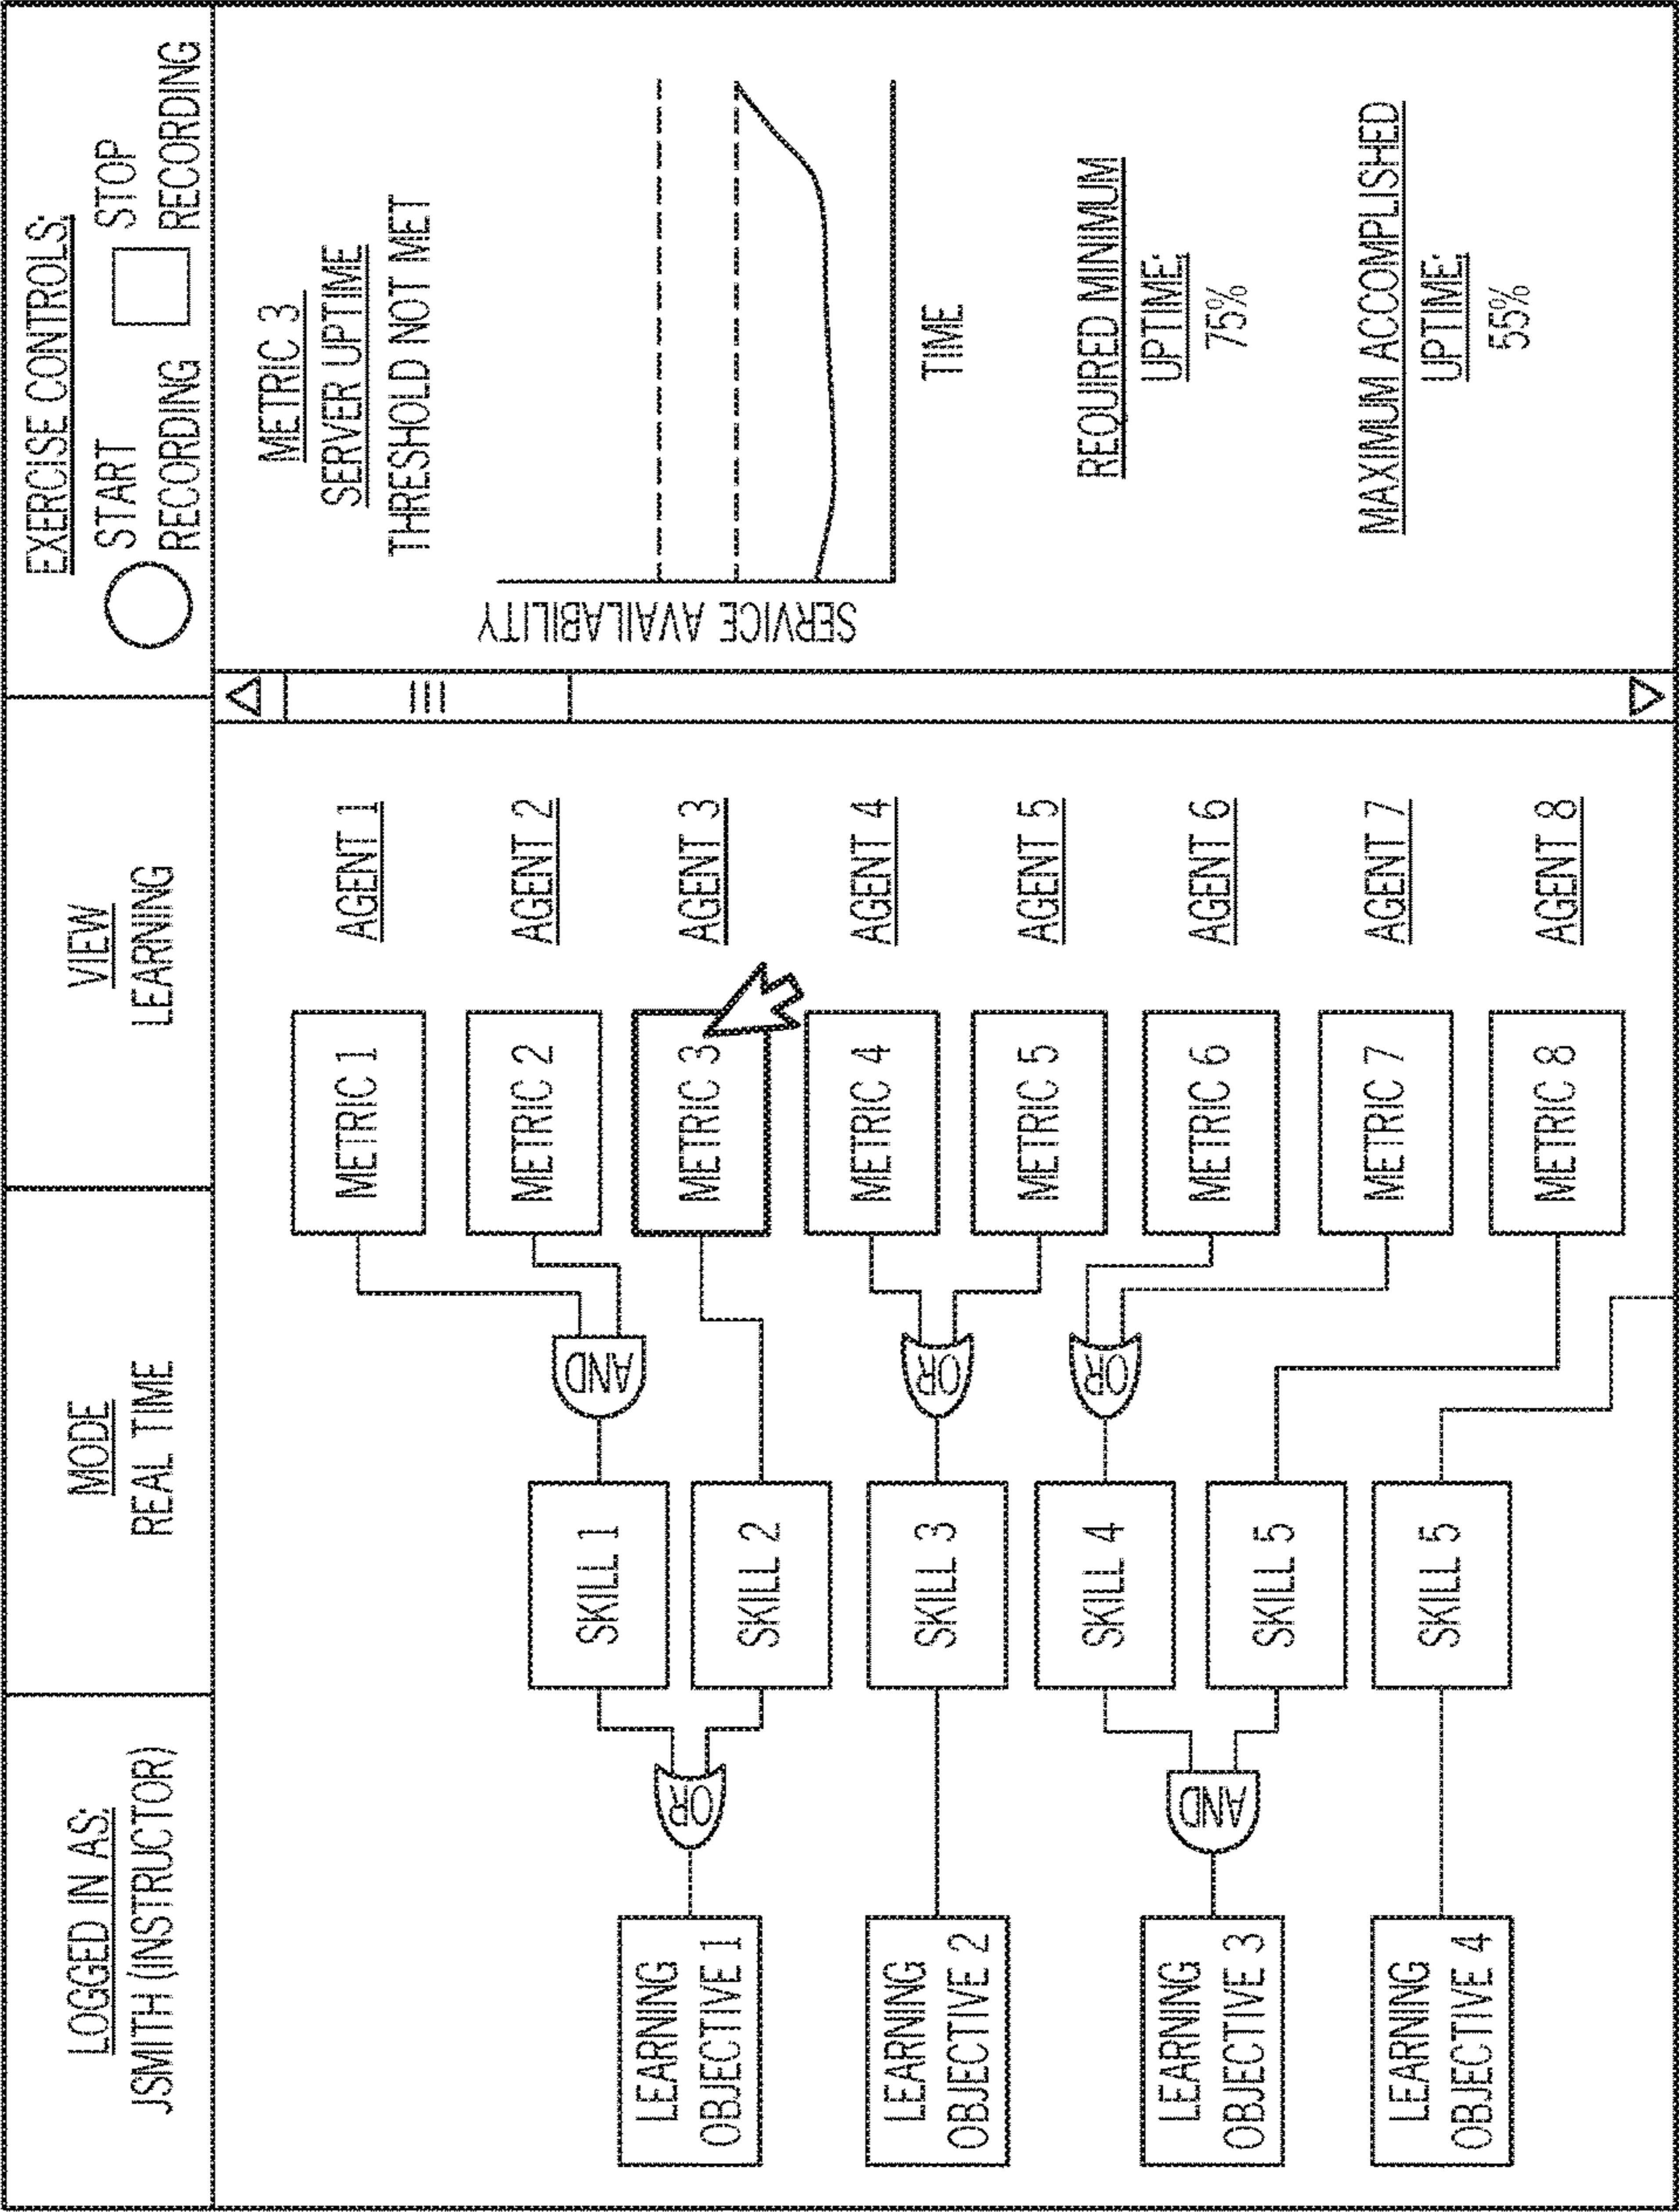 LOGGED IN AS:
JSMITH (INSTRUCTOR)
MODE
REAL TIME
VIEW
LEARNING
EXERCISE CONTROLS:
START
RECORDING
STOP
RECORDING
LEARNING
OBJECTIVE 1
LEARNING
OBJECTIVE 2
LEARNING
OBJECTIVE 3
LEARNING
OBJECTIVE 4
OR
AND
SKILL 1
SKILL 2
SKILL 3
SKILL 4
SKILL 5
SKILL 5
AND
OR
OR
METRIC 1
METRIC 2
METRIC 3
METRIC 4
METRIC 5
METRIC 6
METRIC 7
METRIC 8
AGENT 1
AGENT 2
AGENT 3
AGENT 4
AGENT 5
AGENT 6
AGENT 7
AGENT 8
METRIC 3
SERVER UPTIME
THRESHOLD NOT MET
SERVICE AVAILABILITY
TIME
REQUIRED MINIMUM
UPTIME:
75%
MAXIMUM ACCOMPLISHED
UPTIME:
55%